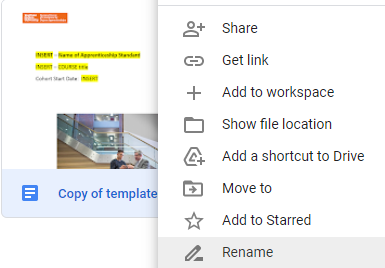 INSERT - Name of Apprenticeship Standard
INSERT - COURSE title
Cohort Start Date INSERT
Copy of template
Share
Get link
Add to workspace
Show file location
Add a shortcut to Drive
Move to
Add to Starred
Rename